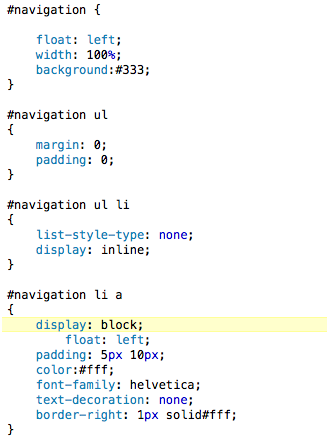 #navigation {
float: left;
width: 100%;
background:#333;
}
#navigation ul
{
margin: 0;
padding: 0;
}
#navigation ul li
{
list-style-type: none;
display: inline;
}
#navigation li a
{
display: block;
float: left;
padding: 5px 10px;
color:#fff;
font-family: helvetica;
text-decoration: none;
border-right: 1px solid#fff;
}